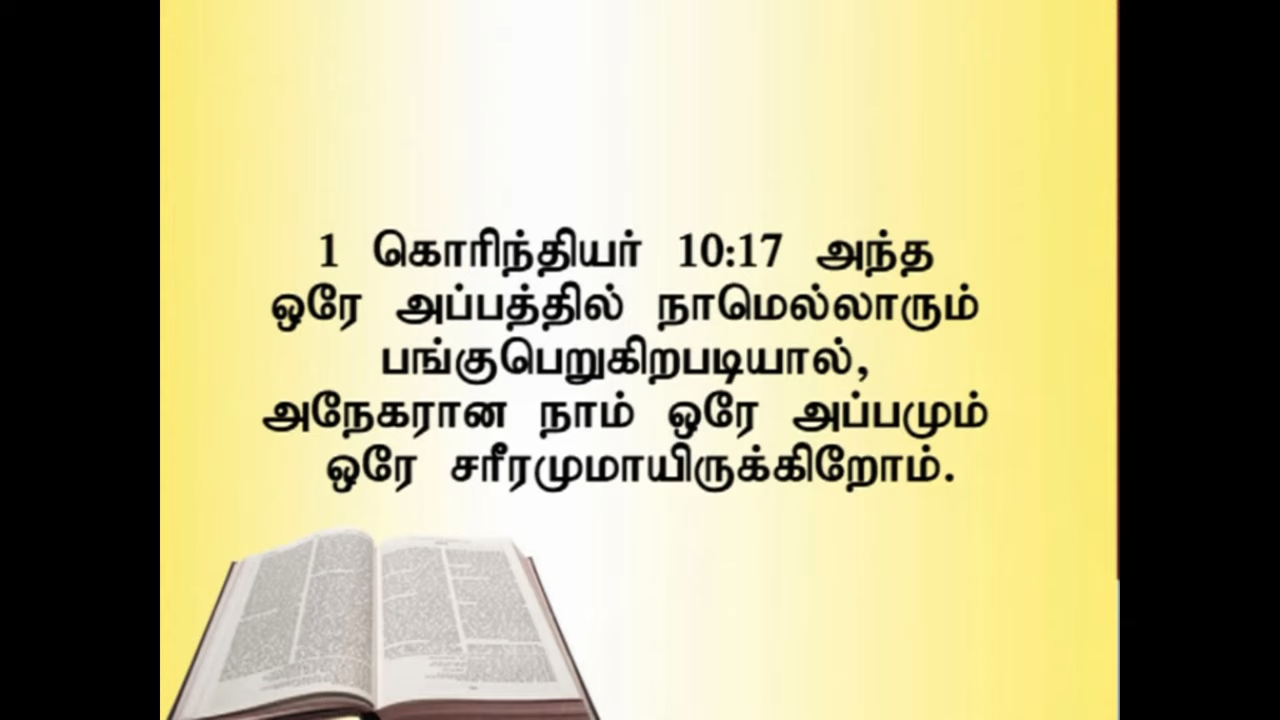 1 கொரிந்தியர் 10:17 அந்த
ஒரே அப்பத்தில் நாமெல்லாரும்
பங்குபெறுகிறபடியால்,
அநேகரான நாம் ஒரே அப்பமும்
ஒரே சரீரமுமாயிருக்கிறோம்.